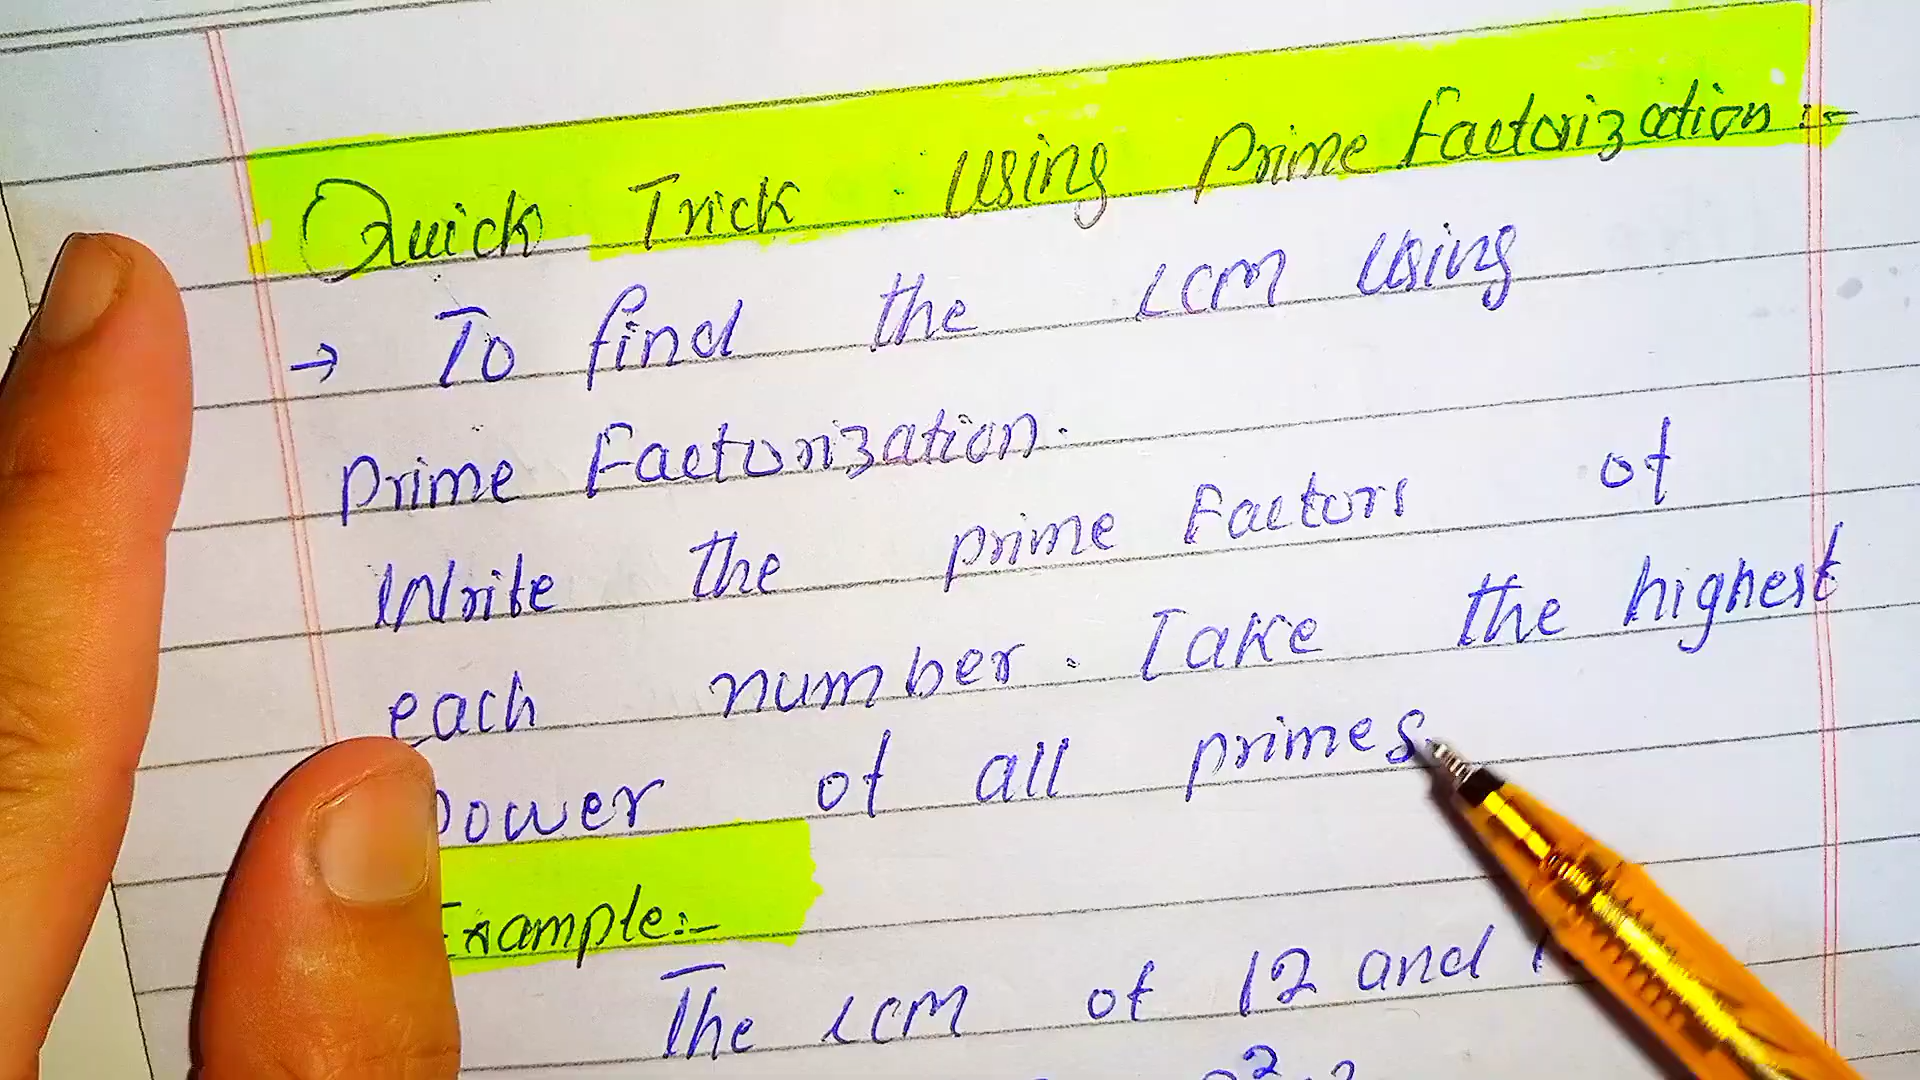 Quick Trick Using Prime Factorization :-
→ To find the LCM Using
Prime Factorization.
Write the prime Factors of
each number. Take the highest
power of all primes.
Example:-
The LCM of 12 and